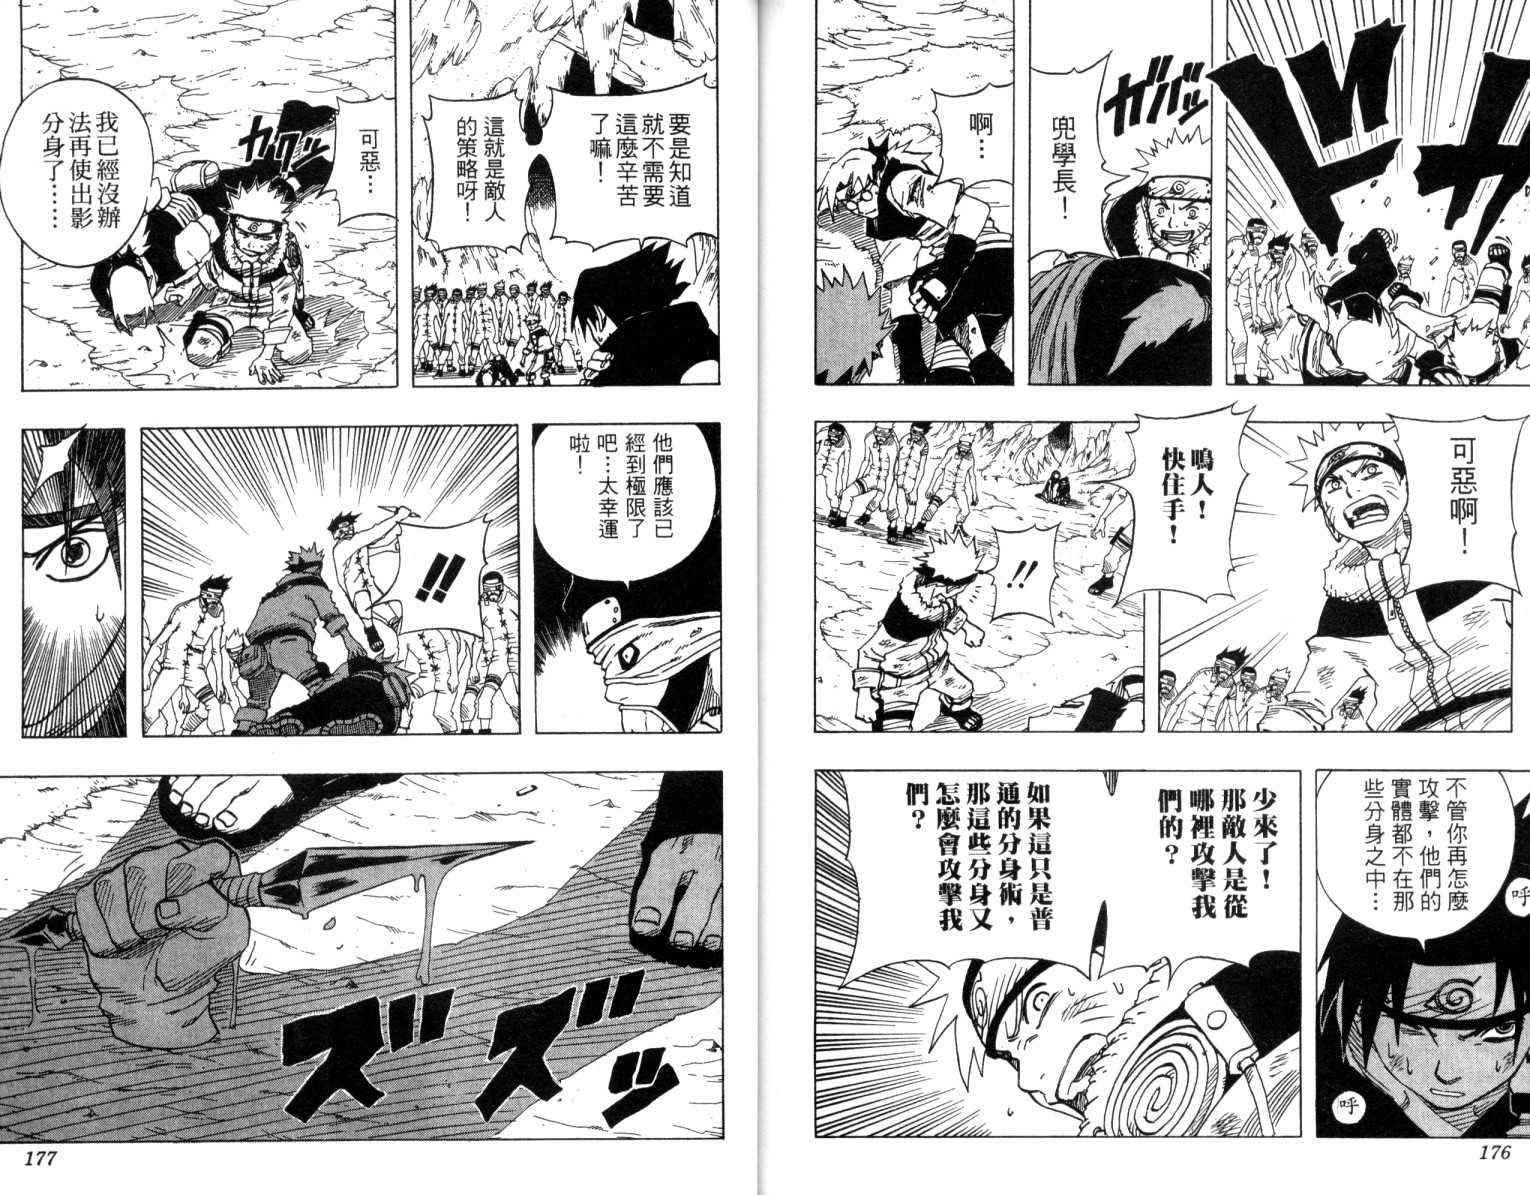 ドドガ
ガバッ
兜學長！
啊…
可惡啊！
鳴人！
快住手！
!!
不管你再怎麼
攻擊，他們的
實體都不在那
些分身之中…
呼
呼
少來了！
那敵人是從
哪裡攻擊我
們的？
如果這只是普
通的分身術，
那這些分身又
怎麼會攻擊我
們？
176
要是知道
就不需要
這麼辛苦
了嘛！
這就是敵人
的策略呀！
可惡…
ガクッ
我已經沒辦
法再使出影
分身了……
他們應該已
經到極限了
吧…太幸運
啦！
!!
ズズッ
177